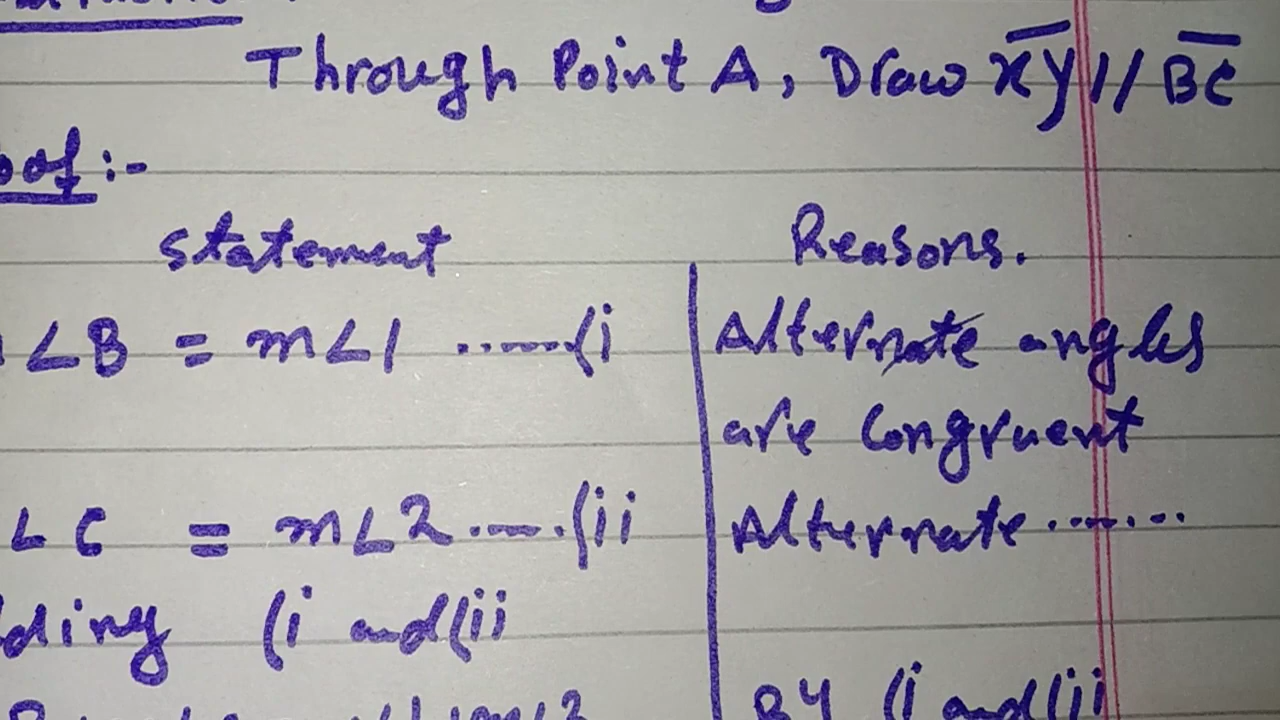 Through Point A, Draw XY // BC
oof :-
Statement Reasons.
∠B = m∠1 ........(i Alternate angles
are Congruent
∠C = m∠2 .......(ii Alternate ........
dding (i and (ii
By (i and (ii